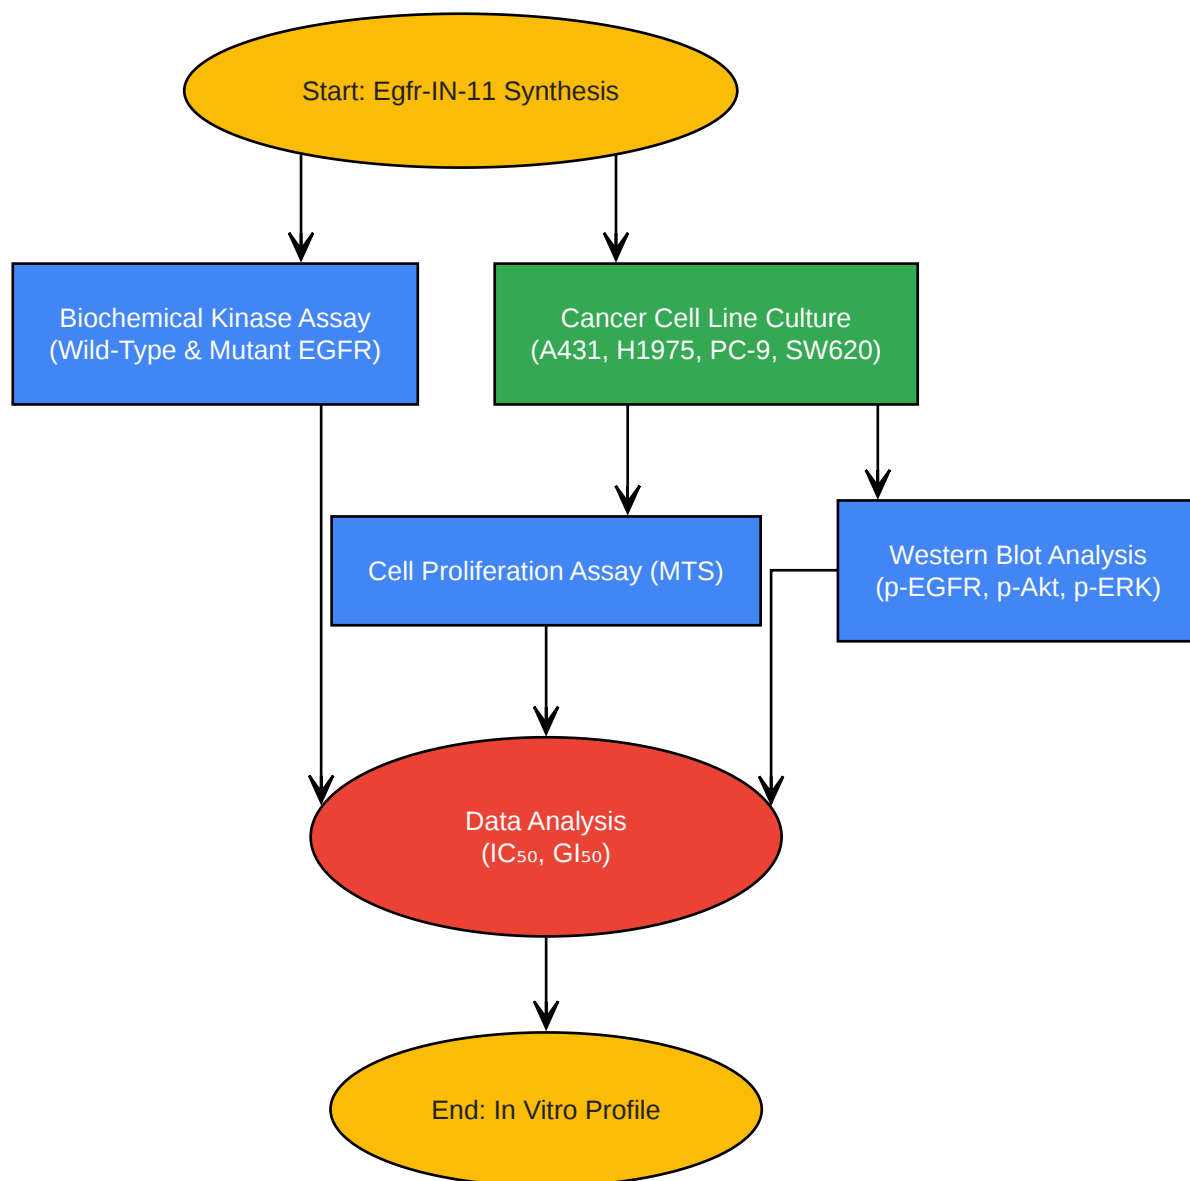 Start: Egfr-IN-11 Synthesis
Biochemical Kinase Assay
(Wild-Type & Mutant EGFR)
Cancer Cell Line Culture
(A431, H1975, PC-9, SW620)
Cell Proliferation Assay (MTS)
Western Blot Analysis
(p-EGFR, p-Akt, p-ERK)
Data Analysis
(IC₅₀, GI₅₀)
End: In Vitro Profile